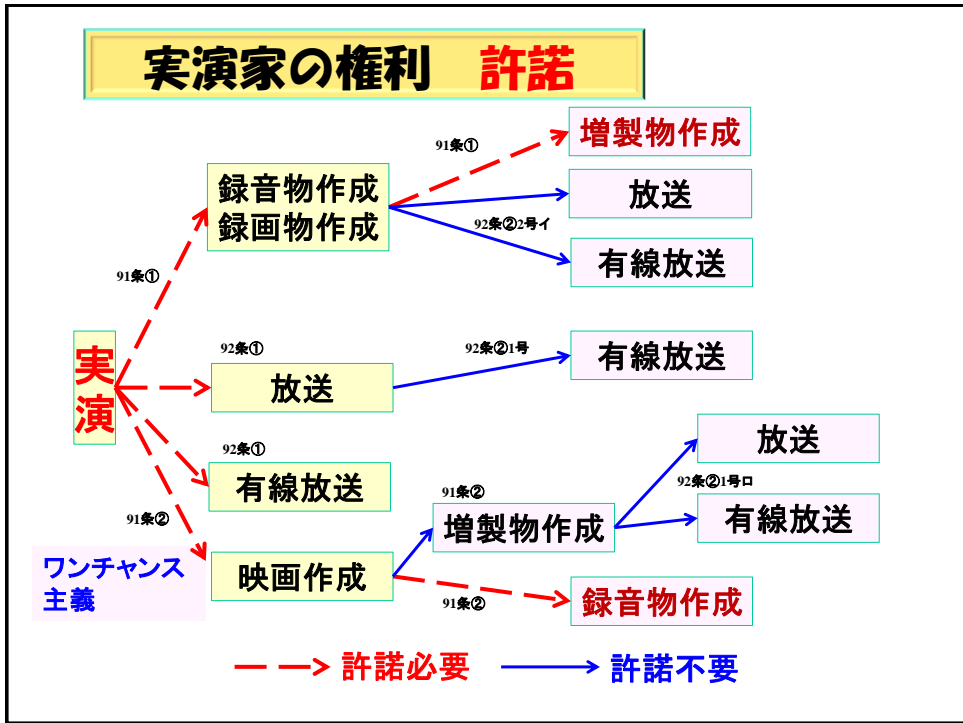 実演家の権利　許諾
91条①
増製物作成
録音物作成
録画物作成
放送
92条②2号イ
有線放送
91条①
実
演
92条①
放送
92条②1号
有線放送
92条①
有線放送
放送
91条②
91条②
増製物作成
92条②1号ロ
有線放送
ワンチャンス
主義
映画作成
91条②
録音物作成
許諾必要
許諾不要